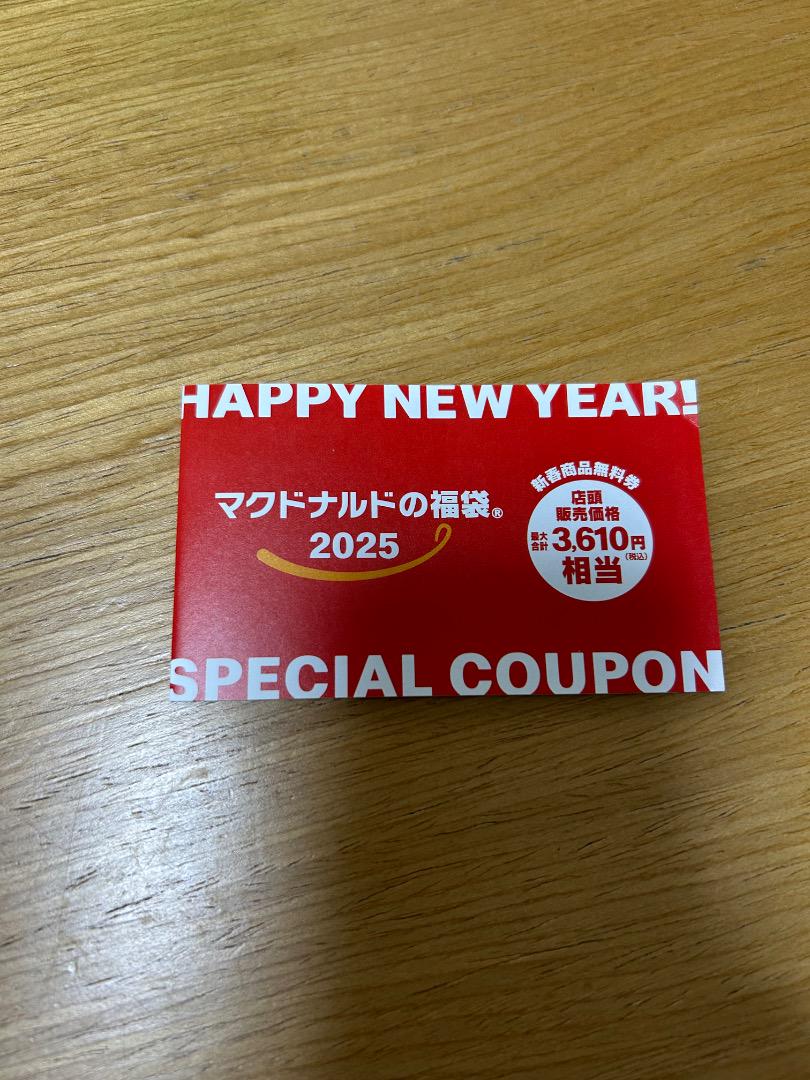 HAPPY NEW YEAR!
マクドナルドの福袋®
2025
新春商品無料券
店頭
販売価格
最大
合計 3,610円
(税込)
相当
SPECIAL COUPON